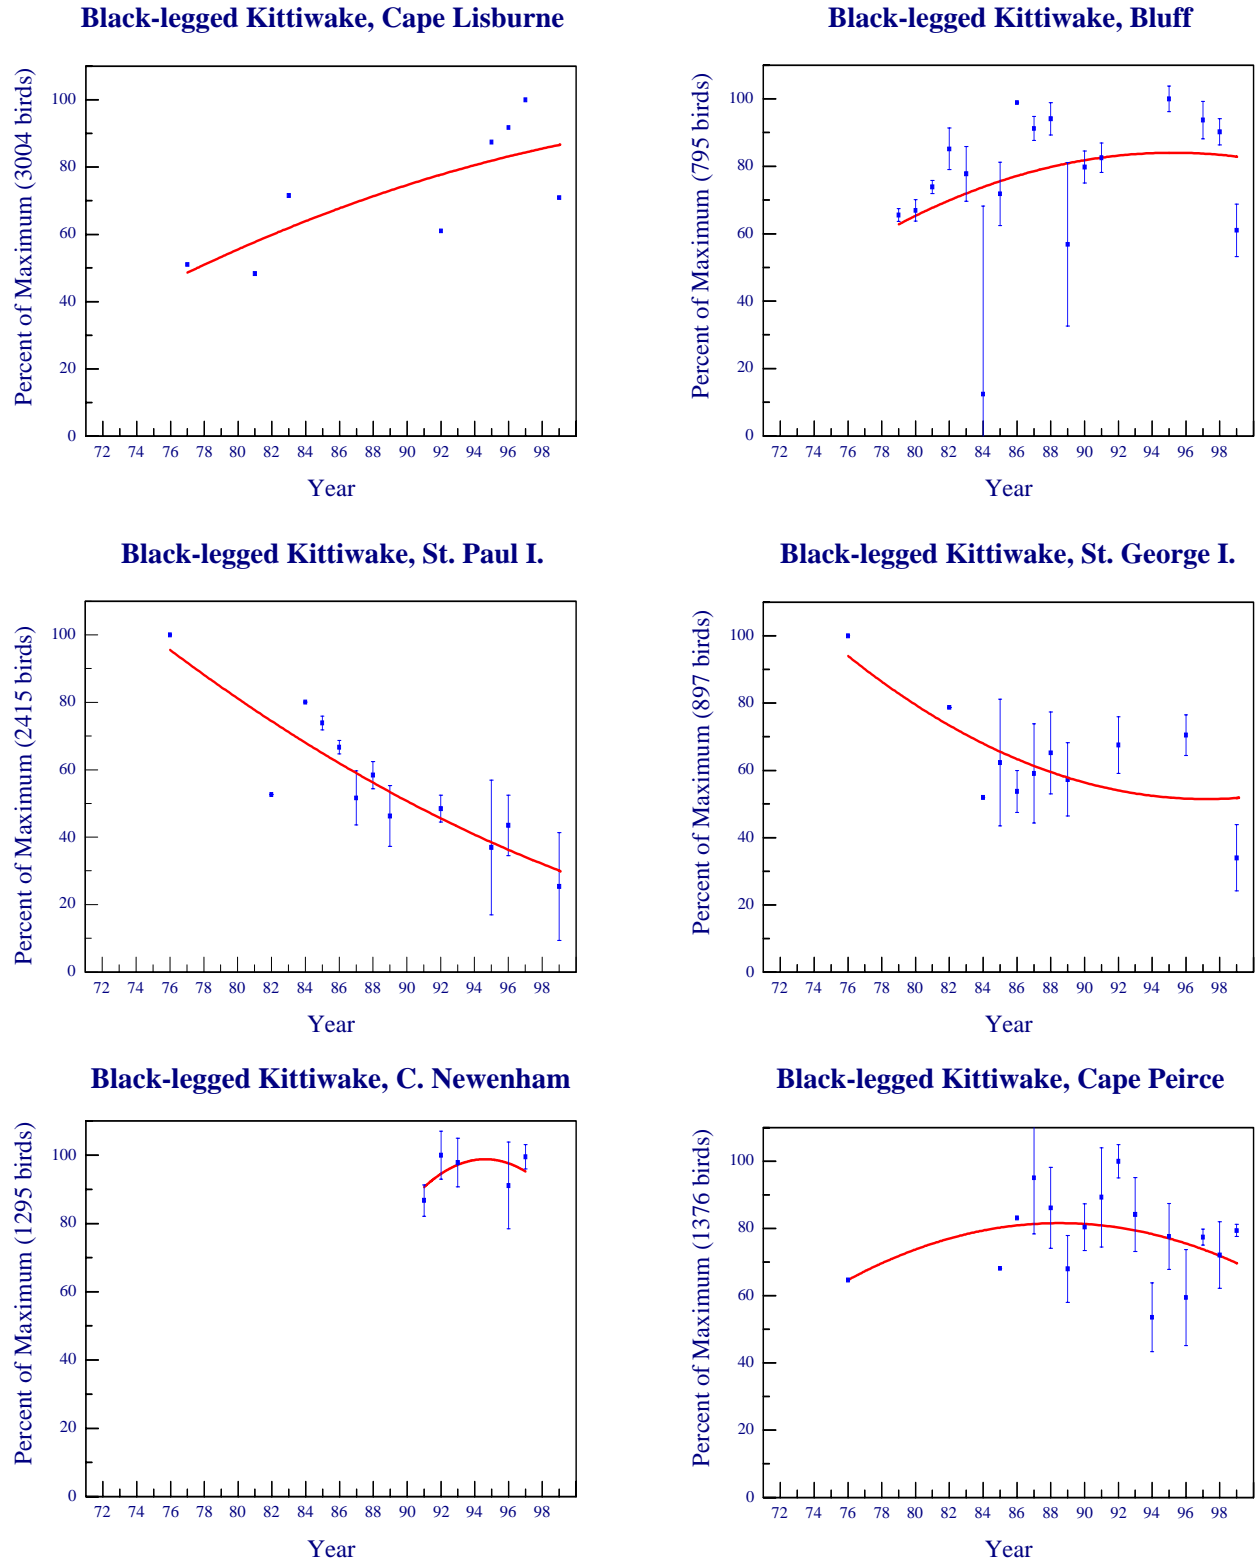 Black-legged Kittiwake, Cape Lisburne
Percent of Maximum (3004 birds)
100
80
60
40
20
0
72 74 76 78 80 82 84 86 88 90 92 94 96 98
Year
Black-legged Kittiwake, Bluff
Percent of Maximum (795 birds)
100
80
60
40
20
0
72 74 76 78 80 82 84 86 88 90 92 94 96 98
Year
Black-legged Kittiwake, St. Paul I.
Percent of Maximum (2415 birds)
100
80
60
40
20
0
72 74 76 78 80 82 84 86 88 90 92 94 96 98
Year
Black-legged Kittiwake, St. George I.
Percent of Maximum (897 birds)
100
80
60
40
20
0
72 74 76 78 80 82 84 86 88 90 92 94 96 98
Year
Black-legged Kittiwake, C. Newenham
Percent of Maximum (1295 birds)
100
80
60
40
20
0
72 74 76 78 80 82 84 86 88 90 92 94 96 98
Year
Black-legged Kittiwake, Cape Peirce
Percent of Maximum (1376 birds)
100
80
60
40
20
0
72 74 76 78 80 82 84 86 88 90 92 94 96 98
Year